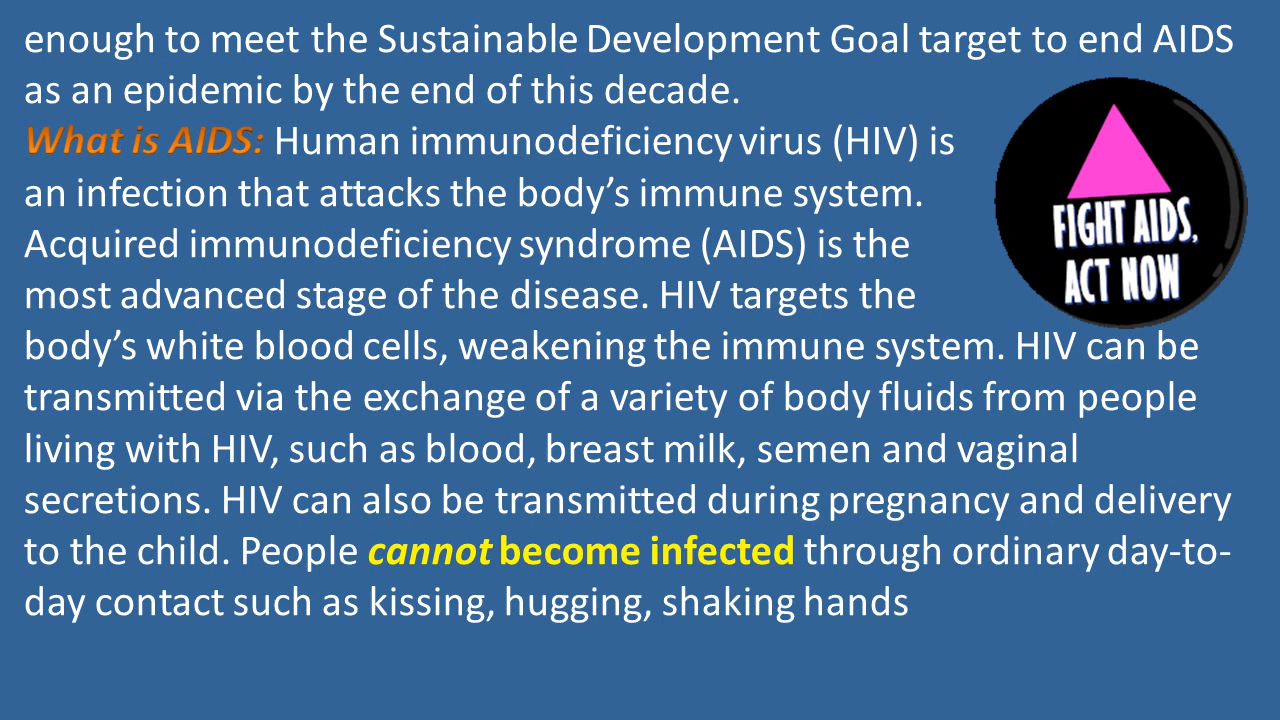 enough to meet the Sustainable Development Goal target to end AIDS
as an epidemic by the end of this decade.
What is AIDS: Human immunodeficiency virus (HIV) is
an infection that attacks the body’s immune system.
Acquired immunodeficiency syndrome (AIDS) is the
most advanced stage of the disease. HIV targets the
body’s white blood cells, weakening the immune system. HIV can be
transmitted via the exchange of a variety of body fluids from people
living with HIV, such as blood, breast milk, semen and vaginal
secretions. HIV can also be transmitted during pregnancy and delivery
to the child. People cannot become infected through ordinary day-to-
day contact such as kissing, hugging, shaking hands
FIGHT AIDS,
ACT NOW